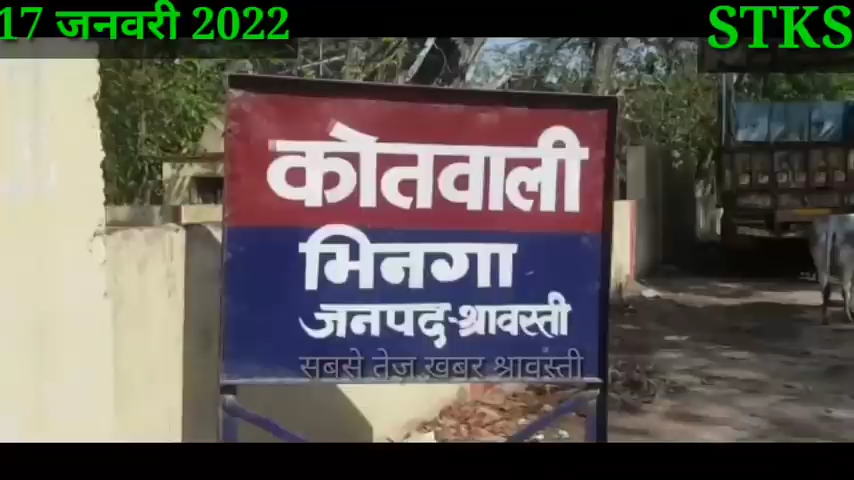 17 जनवरी 2022
STKS
कोतवाली
भिनगा
जनपद-श्रावस्ती
सबसे तेज खबर श्रावस्ती